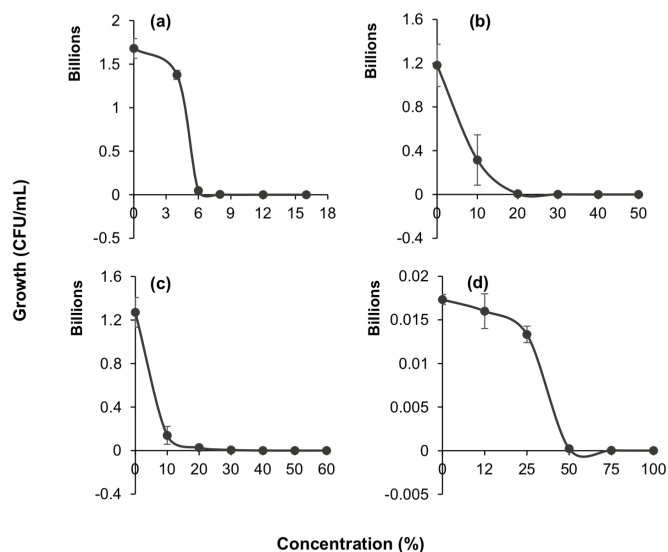 (a)
Billions
2
1.5
1
0.5
0
-0.5
0 3 6 9 12 15 18
(b)
Billions
1.6
1.2
0.8
0.4
0
-0.4
0 10 20 30 40 50
Growth (CFU/mL)
(c)
Billions
1.6
1.2
0.8
0.4
0
-0.4
0 10 20 30 40 50 60
(d)
Billions
0.02
0.015
0.01
0.005
0
-0.005
0 12 25 50 75 100
Concentration (%)